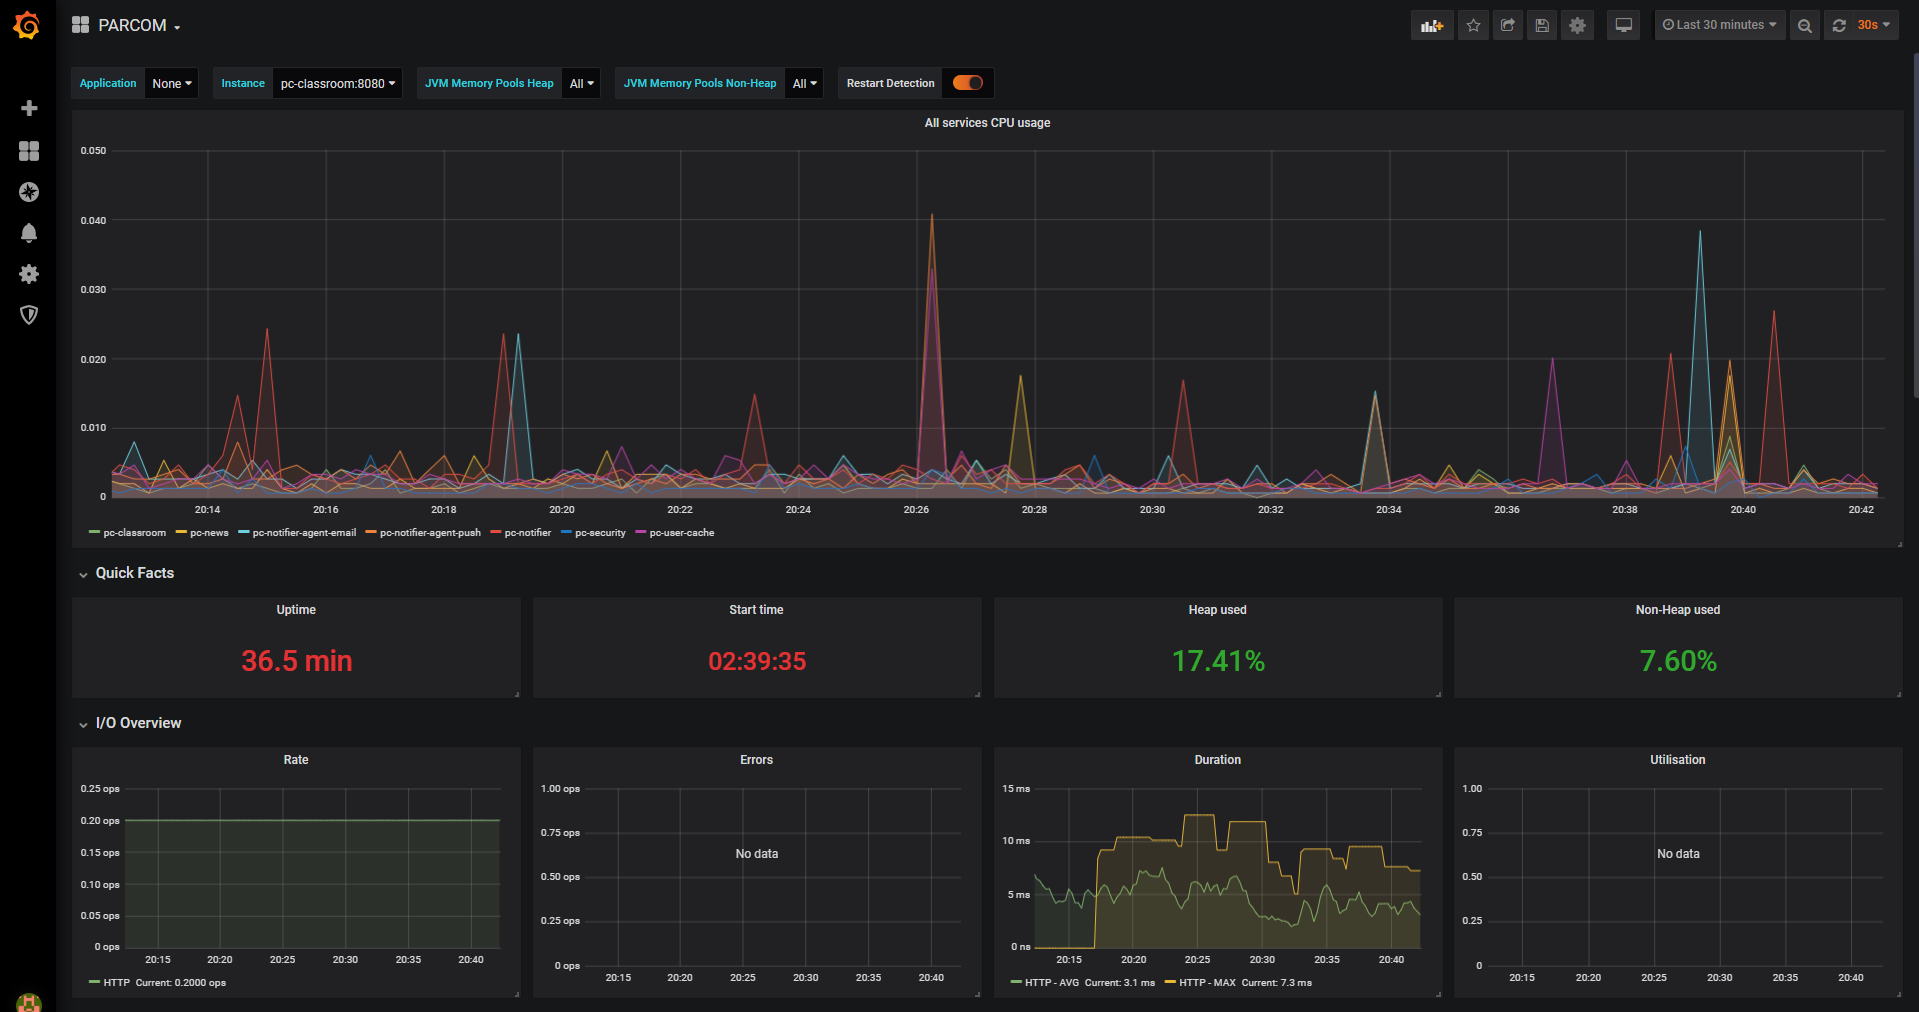 PARCOM
Last 30 minutes
30s
Application None Instance pc-classroom:8080 JVM Memory Pools Heap All JVM Memory Pools Non-Heap All Restart Detection
All services CPU usage
0.050
0.040
0.030
0.020
0.010
0
20:14 20:16 20:18 20:20 20:22 20:24 20:26 20:28 20:30 20:32 20:34 20:36 20:38 20:40 20:42
pc-classroom pc-news pc-notifier-agent-email pc-notifier-agent-push pc-notifier pc-security pc-user-cache
Quick Facts
Uptime
36.5 min
Start time
02:39:35
Heap used
17.41%
Non-Heap used
7.60%
I/O Overview
Rate
0.25 ops
0.20 ops
0.15 ops
0.10 ops
0.05 ops
0 ops
20:15 20:20 20:25 20:30 20:35 20:40
HTTP Current: 0.2000 ops
Errors
1.00 ops
0.75 ops
0.50 ops
0.25 ops
0 ops
No data
20:15 20:20 20:25 20:30 20:35 20:40
Duration
15 ms
10 ms
5 ms
0 ns
20:15 20:20 20:25 20:30 20:35 20:40
HTTP - AVG Current: 3.1 ms HTTP - MAX Current: 7.3 ms
Utilisation
1.00
0.75
0.50
0.25
0
No data
20:15 20:20 20:25 20:30 20:35 20:40